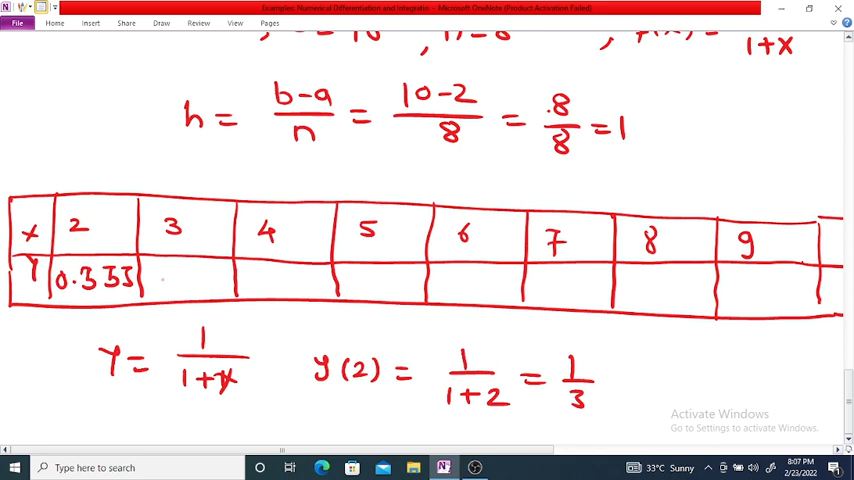 Examples: Numerical Differentiation and Integratin - Microsoft OneNote (Product Activation Failed)
File Home Insert Share Draw Review View Pages
1+x
h = b-a / n = 10-2 / 8 = 8 / 8 = 1
x 2 3 4 5 6 7 8 9
Y 0.333
Y = 1 / 1+x y(2) = 1 / 1+2 = 1 / 3
Activate Windows
Go to Settings to activate Windows.
Type here to search 33°C Sunny 8:07 PM
2/23/2022